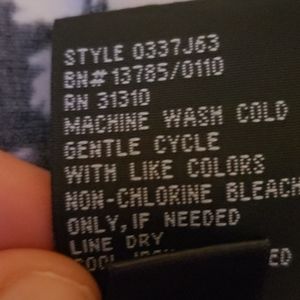 STYLE 0337J63
BN# 13785/0110
RN 31310
MACHINE WASH COLD
GENTLE CYCLE
WITH LIKE COLORS
NON-CHLORINE BLEACH
ONLY, IF NEEDED
LINE DRY